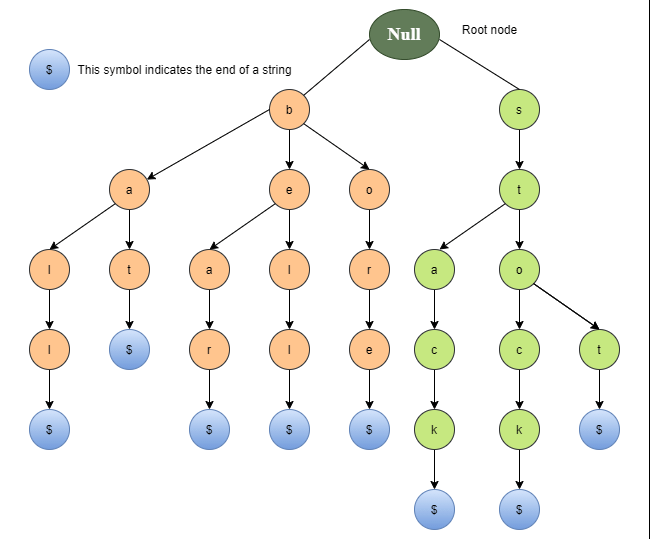 Null
Root node
$
This symbol indicates the end of a string
b
s
a
e
o
t
l
t
a
l
r
a
o
l
$
r
l
e
c
c
t
$
$
$
$
k
k
$
$
$